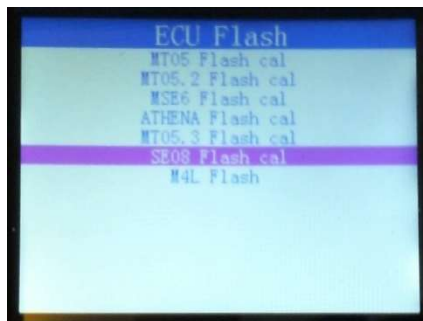 ECU Flash
MT05 Flash cal
MT05.2 Flash cal
MSE6 Flash cal
ATHENA Flash cal
MT05.3 Flash cal
SE08 Flash cal
M4L Flash